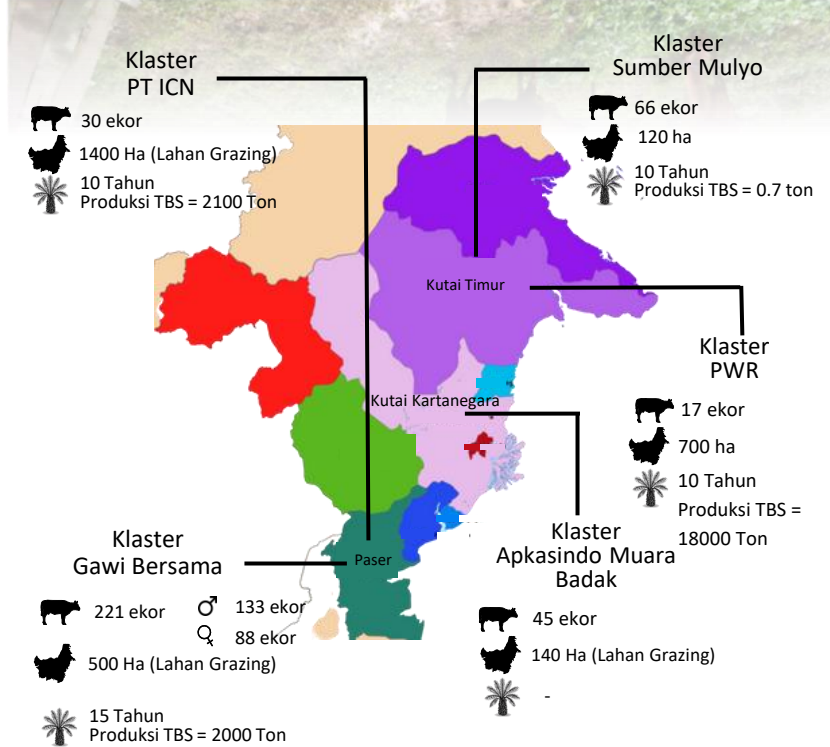 Klaster
PT ICN
30 ekor
1400 Ha (Lahan Grazing)
10 Tahun
Produksi TBS = 2100 Ton
Klaster
Sumber Mulyo
66 ekor
120 ha
10 Tahun
Produksi TBS = 0.7 ton
Kutai Timur
Klaster
PWR
17 ekor
700 ha
10 Tahun
Produksi TBS =
18000 Ton
Kutai Kartanegara
Paser
Klaster
Gawi Bersama
221 ekor
♂ 133 ekor
♀ 88 ekor
500 Ha (Lahan Grazing)
15 Tahun
Produksi TBS = 2000 Ton
Klaster
Apkasindo Muara
Badak
45 ekor
140 Ha (Lahan Grazing)
-